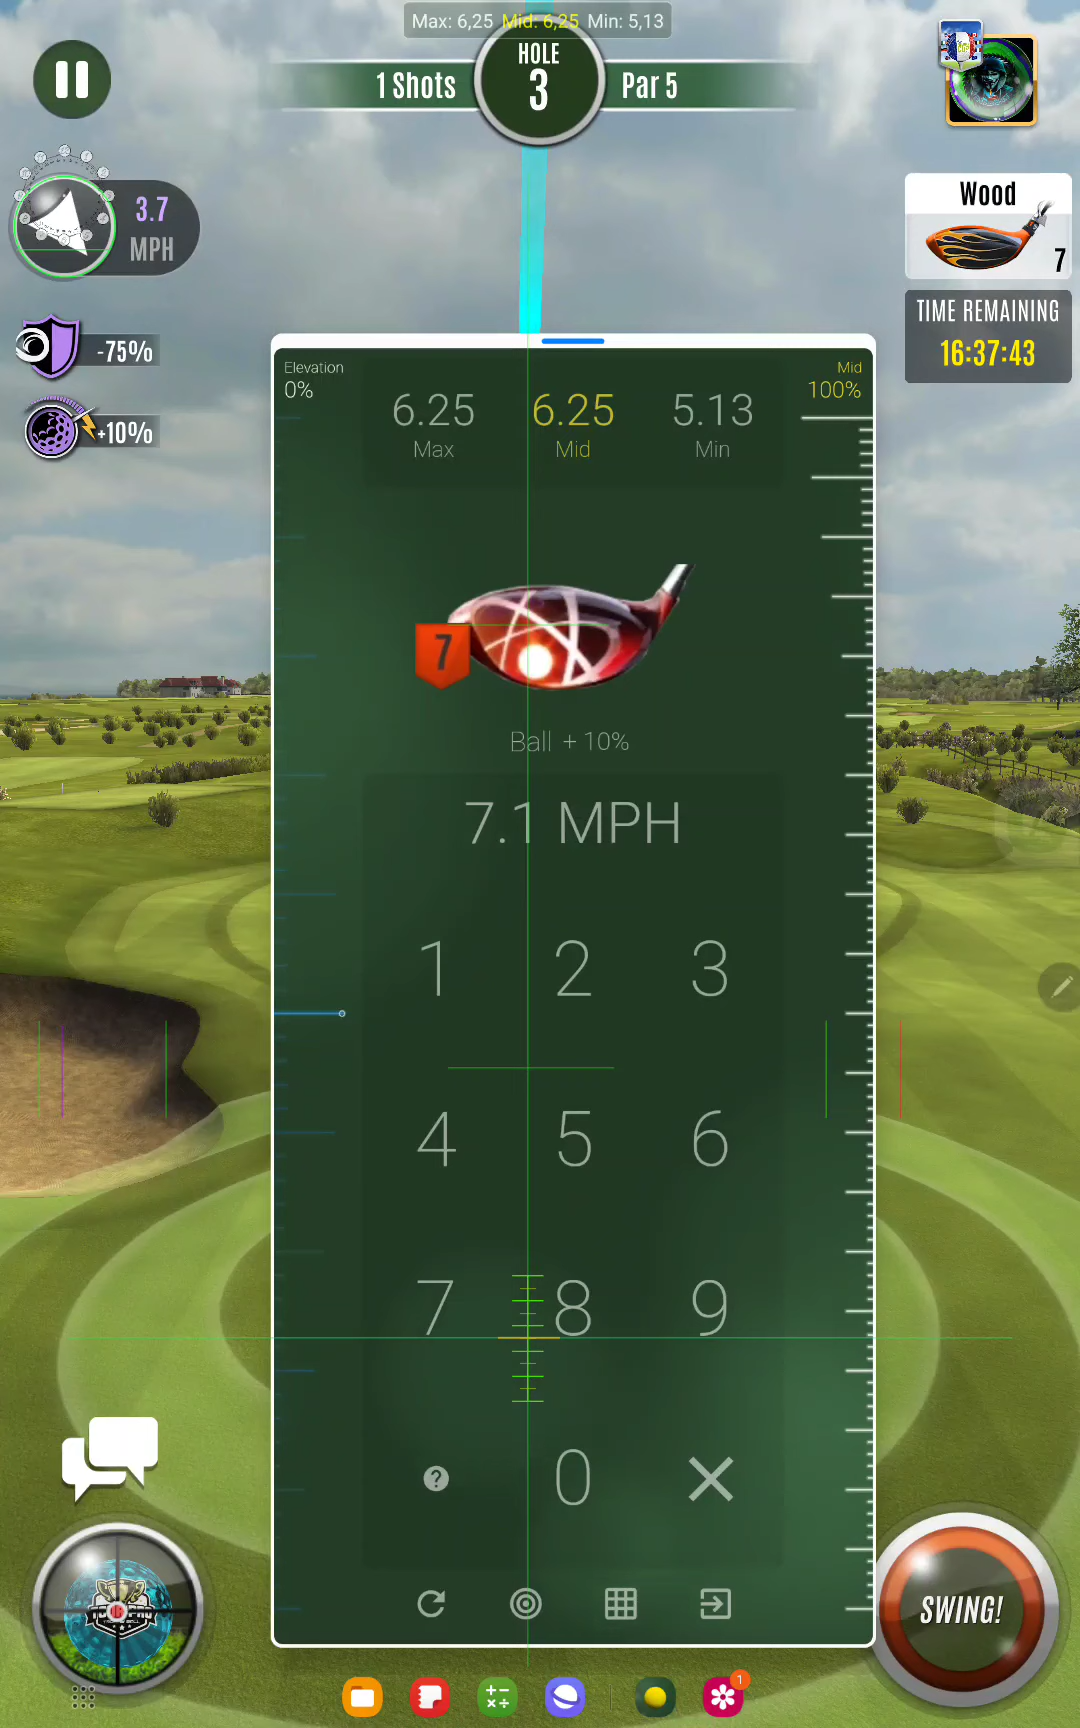 Max: 6,25 Mid: 6,25 Min: 5,13
HOLE
3
1 Shots
Par 5
3.7
MPH
Wood
7
TIME REMAINING
16:37:43
-75%
+10%
Elevation
0%
Mid
100%
6.25 6.25 5.13
Max Mid Min
7
Ball + 10%
7.1 MPH
1 2 3
4 5 6
7 8 9
? 0
SWING!
1